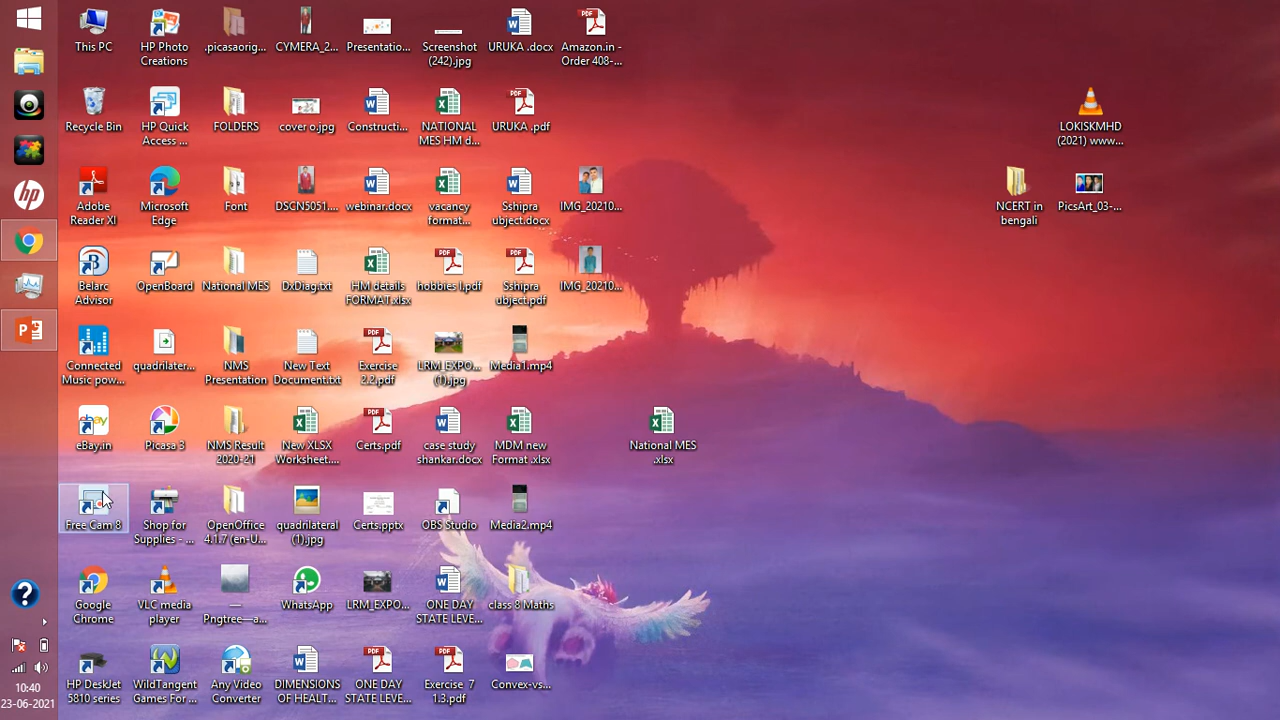 This PC
HP Photo
Creations
.picasaorig...
CYMERA_2...
Presentatio...
Screenshot
(242).jpg
URUKA .docx
Amazon.in -
Order 408-...
Recycle Bin
HP Quick
Access ...
FOLDERS
cover o.jpg
Constructi...
NATIONAL
MES HM d...
URUKA .pdf
LOKISKMHD
(2021) www...
Adobe
Reader XI
Microsoft
Edge
Font
DSCN5051....
webinar.docx
vacancy
format...
Sshipra
ubject.docx
IMG_20210...
NCERT in
bengali
PicsArt_03-...
Belarc
Advisor
OpenBoard
National MES
DxDiag.txt
HM details
FORMAT.xlsx
hobbies l.pdf
Sshipra
ubject.pdf
IMG_20210...
Connected
Music pow...
quadrilater...
NMS
Presentation
New Text
Document.txt
Exercise
2.2.pdf
LRM_EXPO...
(1).jpg
Media1.mp4
eBay.in
Picasa 3
NMS Result
2020-21
New XLSX
Worksheet....
Certs.pdf
case study
shankar.docx
MDM new
Format .xlsx
National MES
.xlsx
Free Cam 8
Shop for
Supplies - ...
OpenOffice
4.1.7 (en-U...
quadrilateral
(1).jpg
Certs.pptx
OBS Studio
Media2.mp4
Google
Chrome
VLC media
player
—
Pngtree—a...
WhatsApp
LRM_EXPO...
ONE DAY
STATE LEVE...
class 8 Maths
HP DeskJet
5810 series
WildTangent
Games For ...
Any Video
Converter
DIMENSIONS
OF HEALT...
ONE DAY
STATE LEVE...
Exercise 7
1.3.pdf
Convex-vs...
10:40
23-06-2021